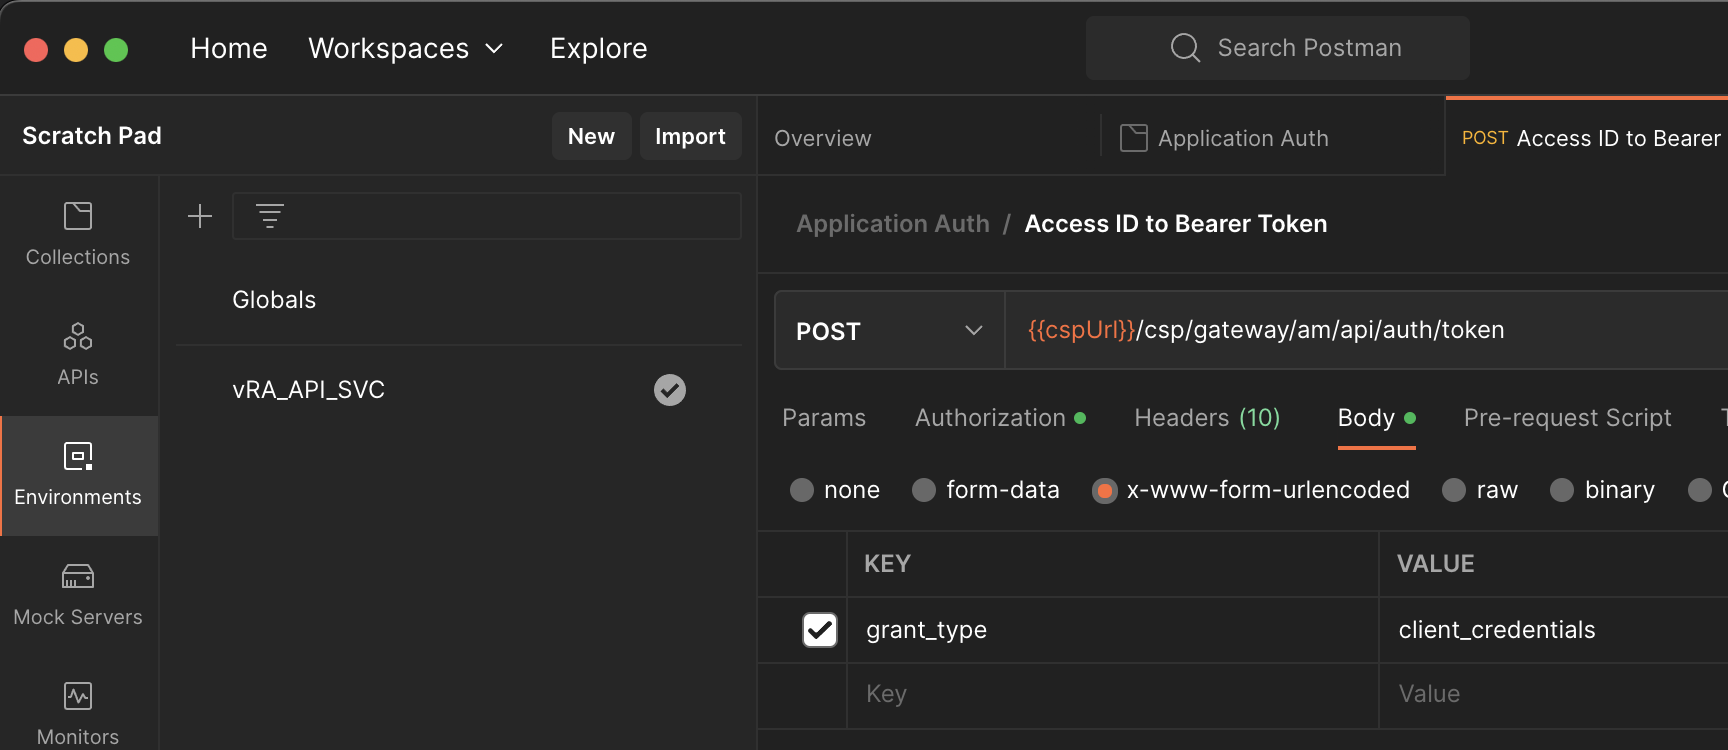 Home Workspaces Explore Search Postman
Scratch Pad New Import
Overview Application Auth POST Access ID to Bearer
Collections
APIs
Environments
Mock Servers
Monitors
Globals
vRA_API_SVC
Application Auth / Access ID to Bearer Token
POST {{cspUrl}}/csp/gateway/am/api/auth/token
Params Authorization Headers (10) Body Pre-request Script
none form-data x-www-form-urlencoded raw binary
KEY VALUE
grant_type client_credentials
Key Value